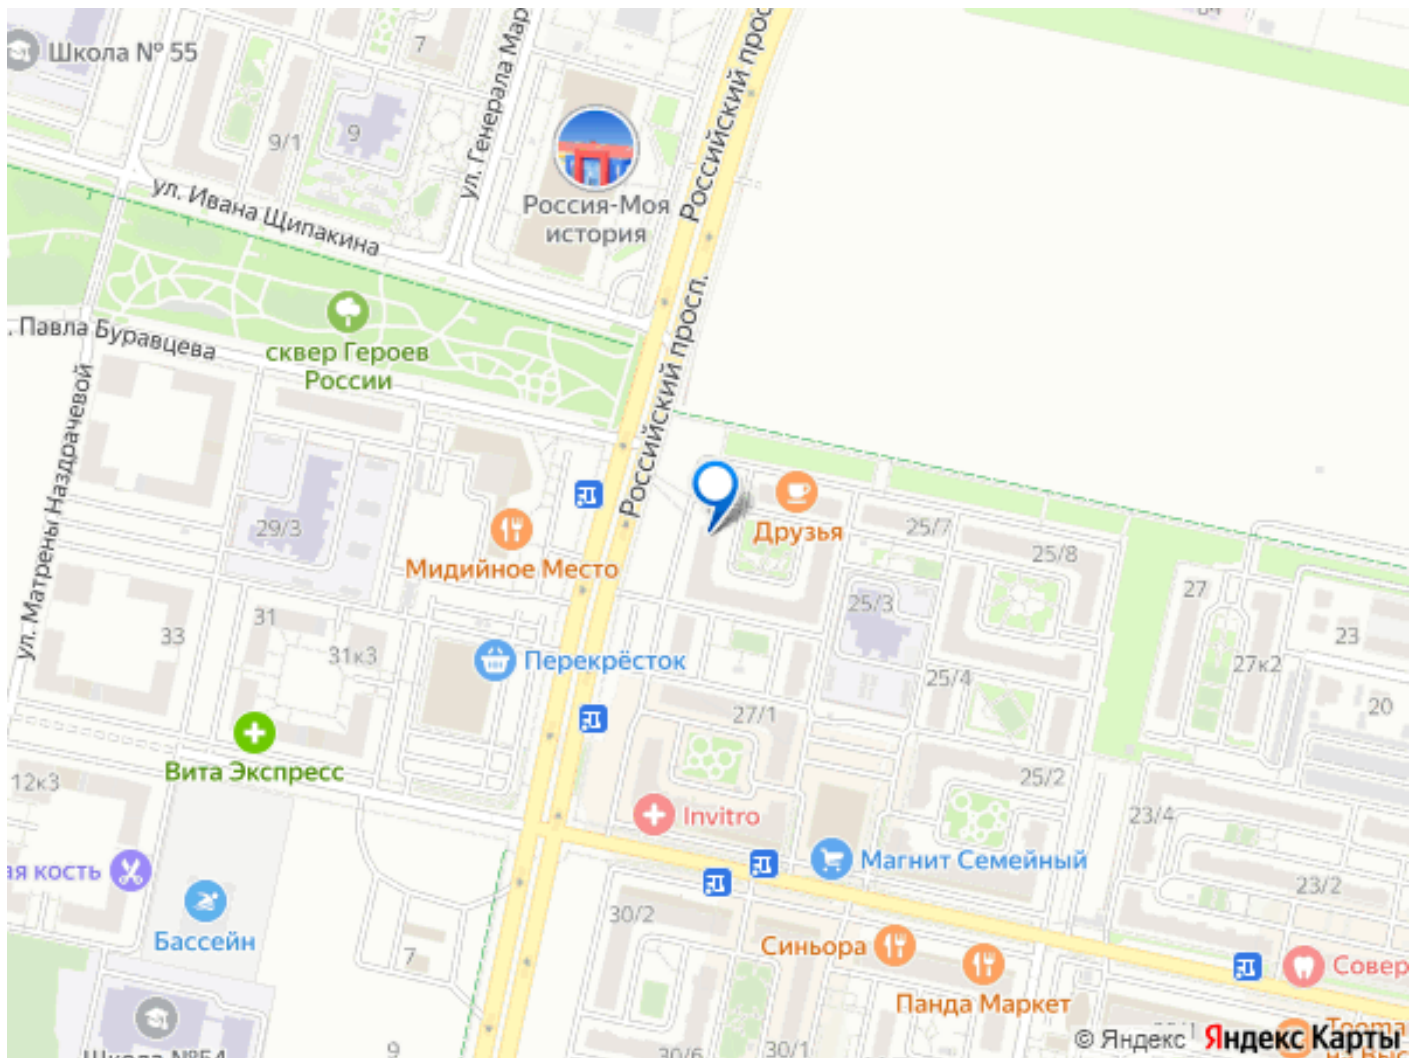 Школа № 55
7
ул. Генерала Мар
Российский прос
9
9/1
Россия-Моя
история
ул. Ивана Щипакина
Российский просп.
. Павла Буравцева
сквер Героев
России
ул. Матрены Наздрачевой
Друзья
25/7
25/8
29/3
Мидийное Место
25/3
27
31
33
31к3
Перекрёсток
23
27к2
25/4
20
27/1
Вита Экспресс
12к3
25/2
Invitro
23/4
Магнит Семейный
ая кость
23/2
30/2
Бассейн
Синьора
7
Совер
Панда Маркет
Школа №54
9
30/6
30/1
© Яндекс
Яндекс Карты